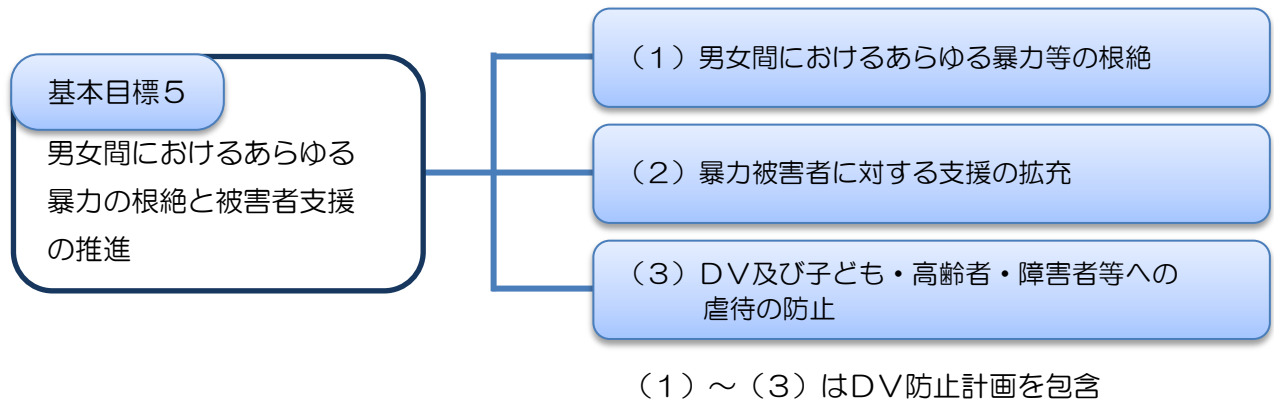 基本目標５
男女間におけるあらゆる
暴力の根絶と被害者支援
の推進
（１）男女間におけるあらゆる暴力等の根絶
（２）暴力被害者に対する支援の拡充
（３）ＤＶ及び子ども・高齢者・障害者等への
虐待の防止
（１）～（３）はＤＶ防止計画を包含